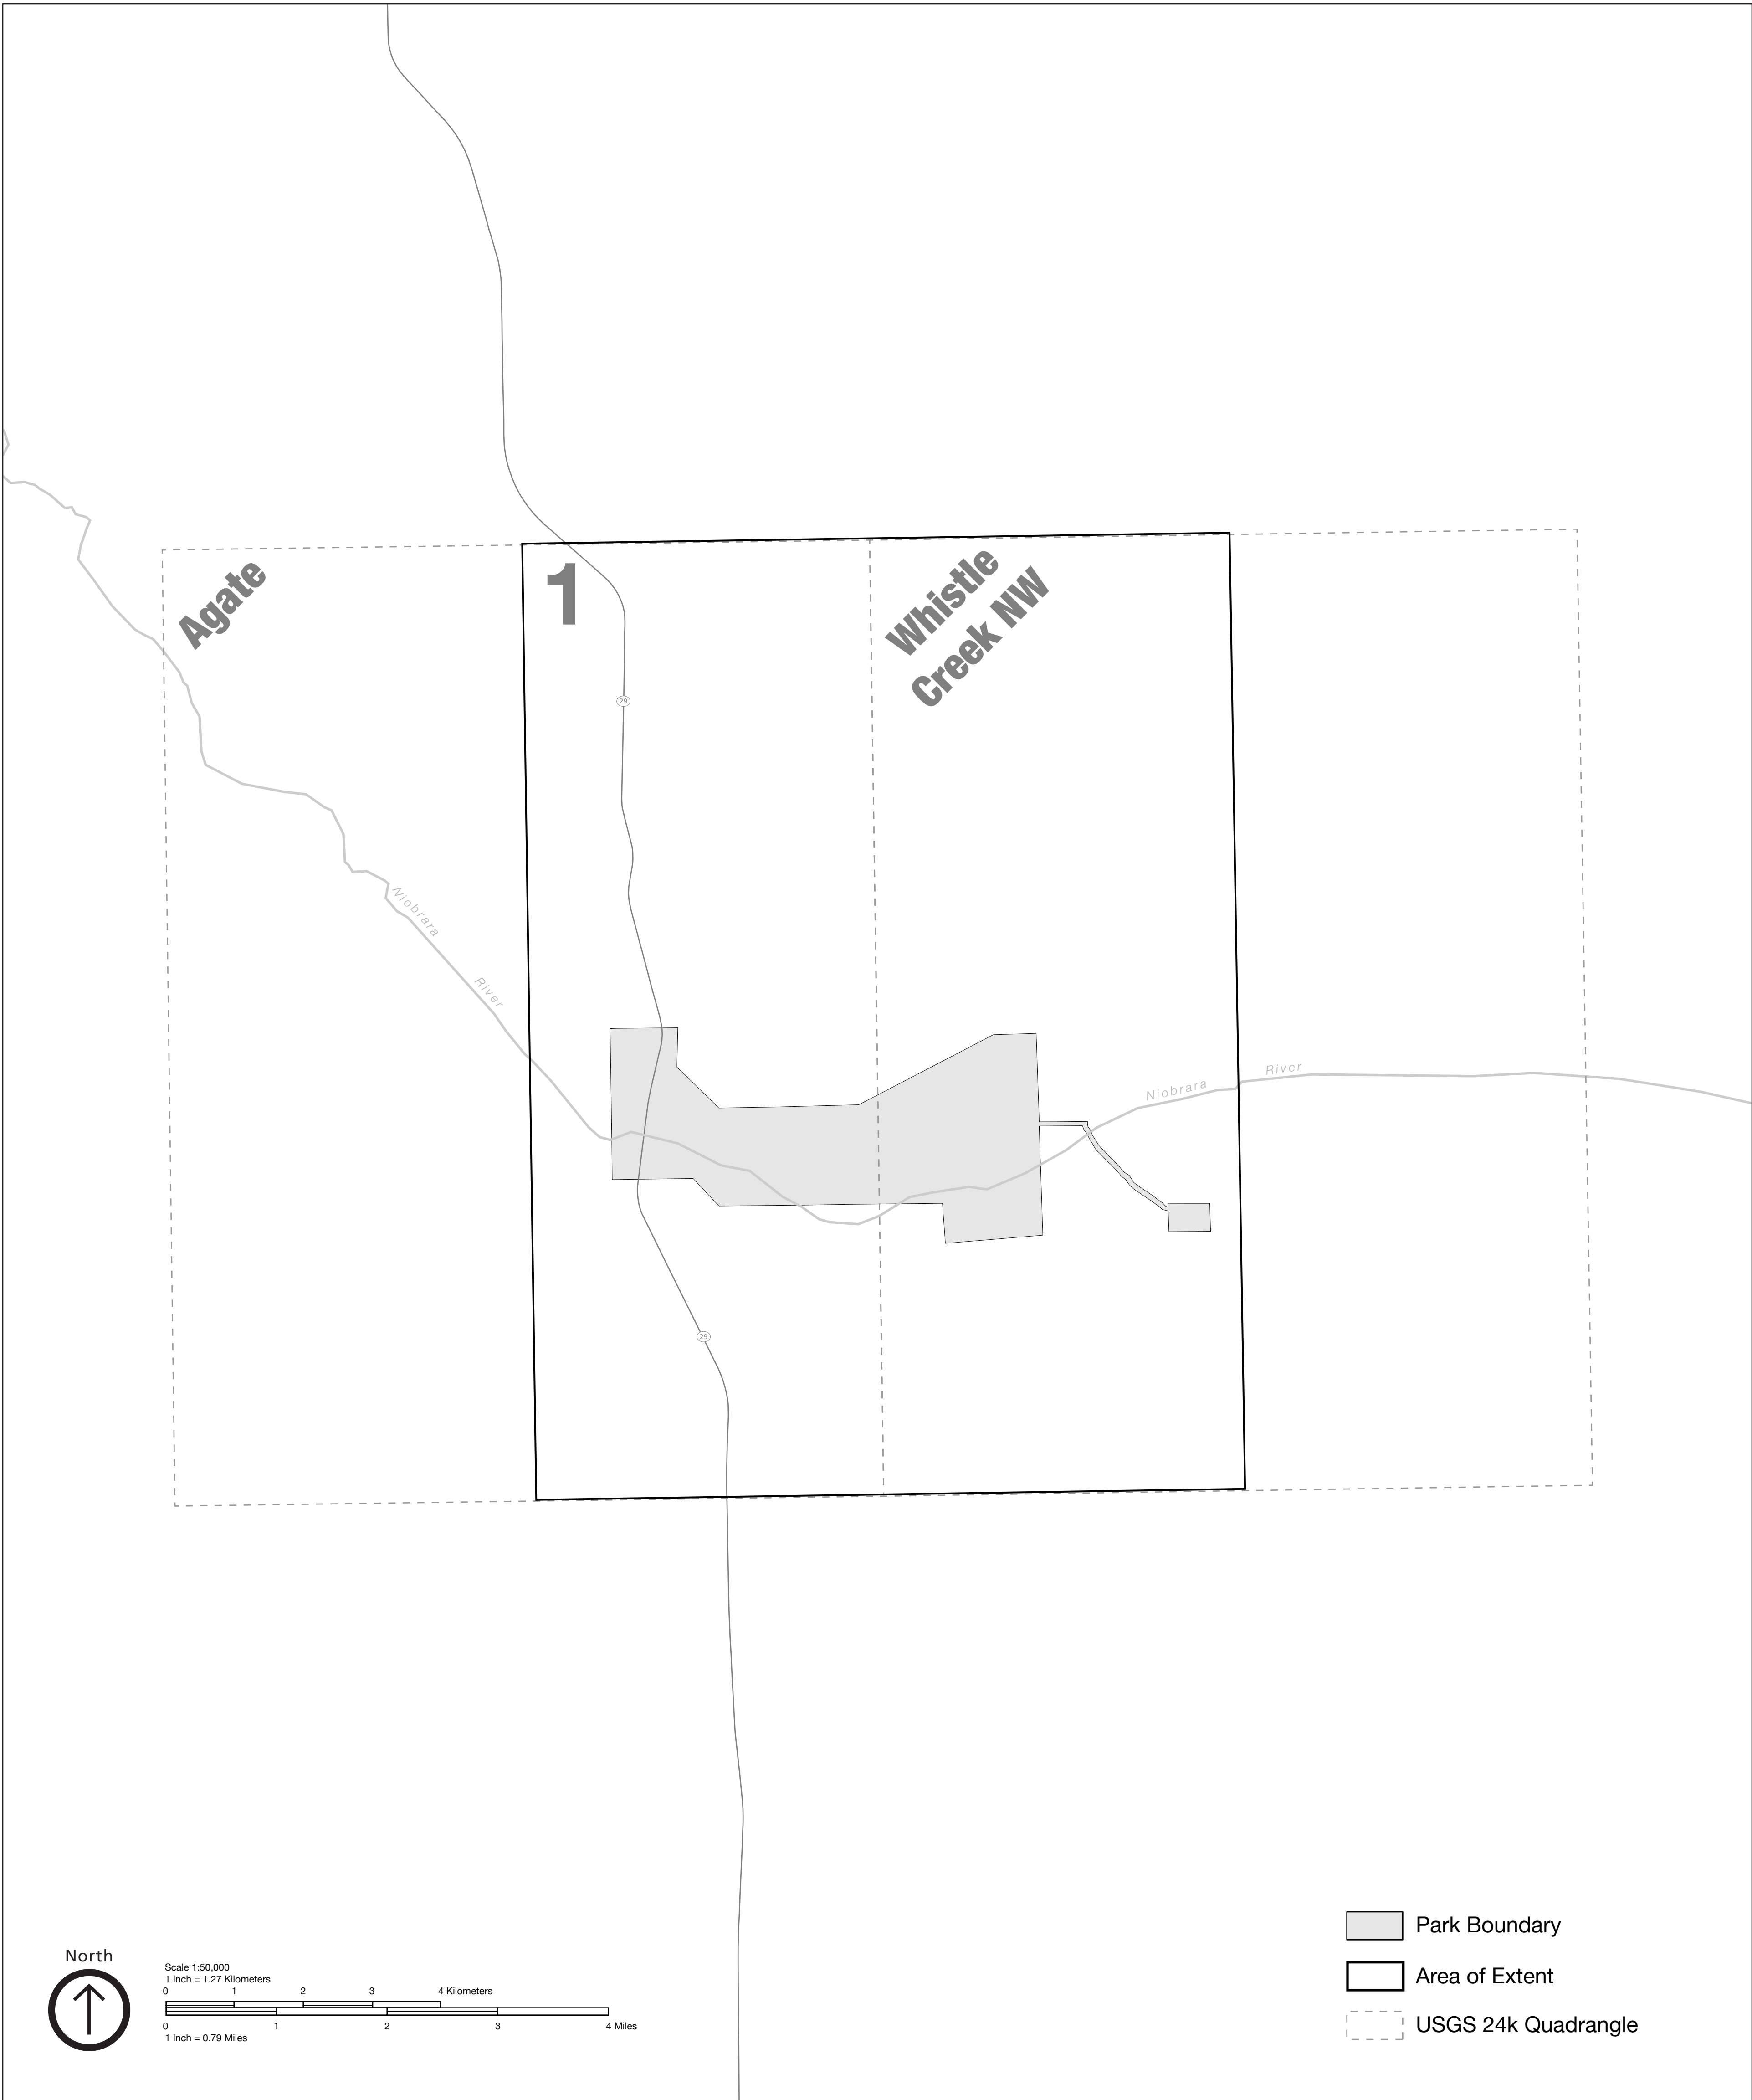 Agate
1
Whistle
Creek NW
29
Niobrara
River
Niobrara
River
29
North
Scale 1:50,000
1 Inch = 1.27 Kilometers
0 1 2 3 4 Kilometers
0 1 2 3 4 Miles
1 Inch = 0.79 Miles
Park Boundary
Area of Extent
USGS 24k Quadrangle